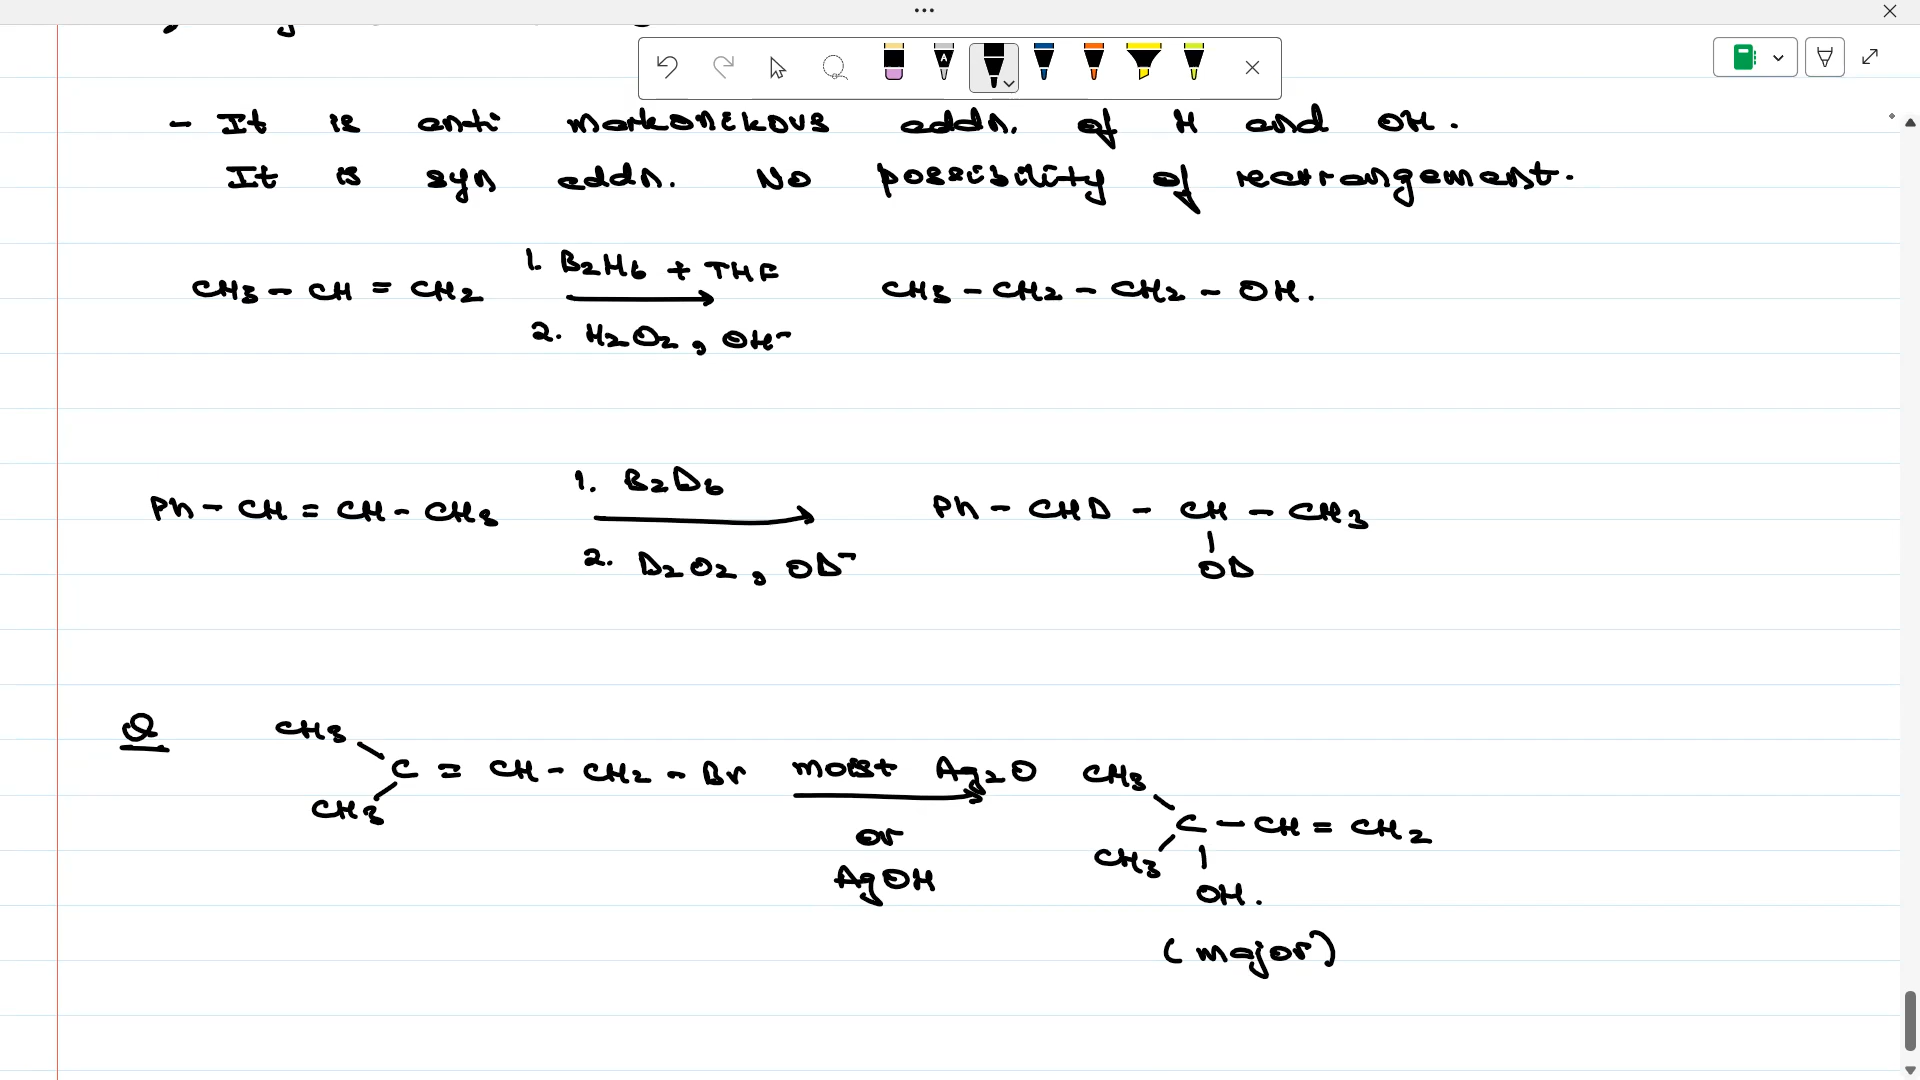 - It is anti markonikovs addn. of H and OH.
It is syn addn. No possibility of rearrangement.
1. B2H6 + THF
CH3 - CH = CH2 CH3 - CH2 - CH2 - OH.
2. H2O2, OH-
1. B2D6
Ph - CH = CH - CH3 Ph - CHD - CH - CH3
2. D2O2, OD- OD
Q CH3
C = CH - CH2 - Br moist Ag2O CH3
CH3 C - CH = CH2
or CH3
AgOH OH.
(major)